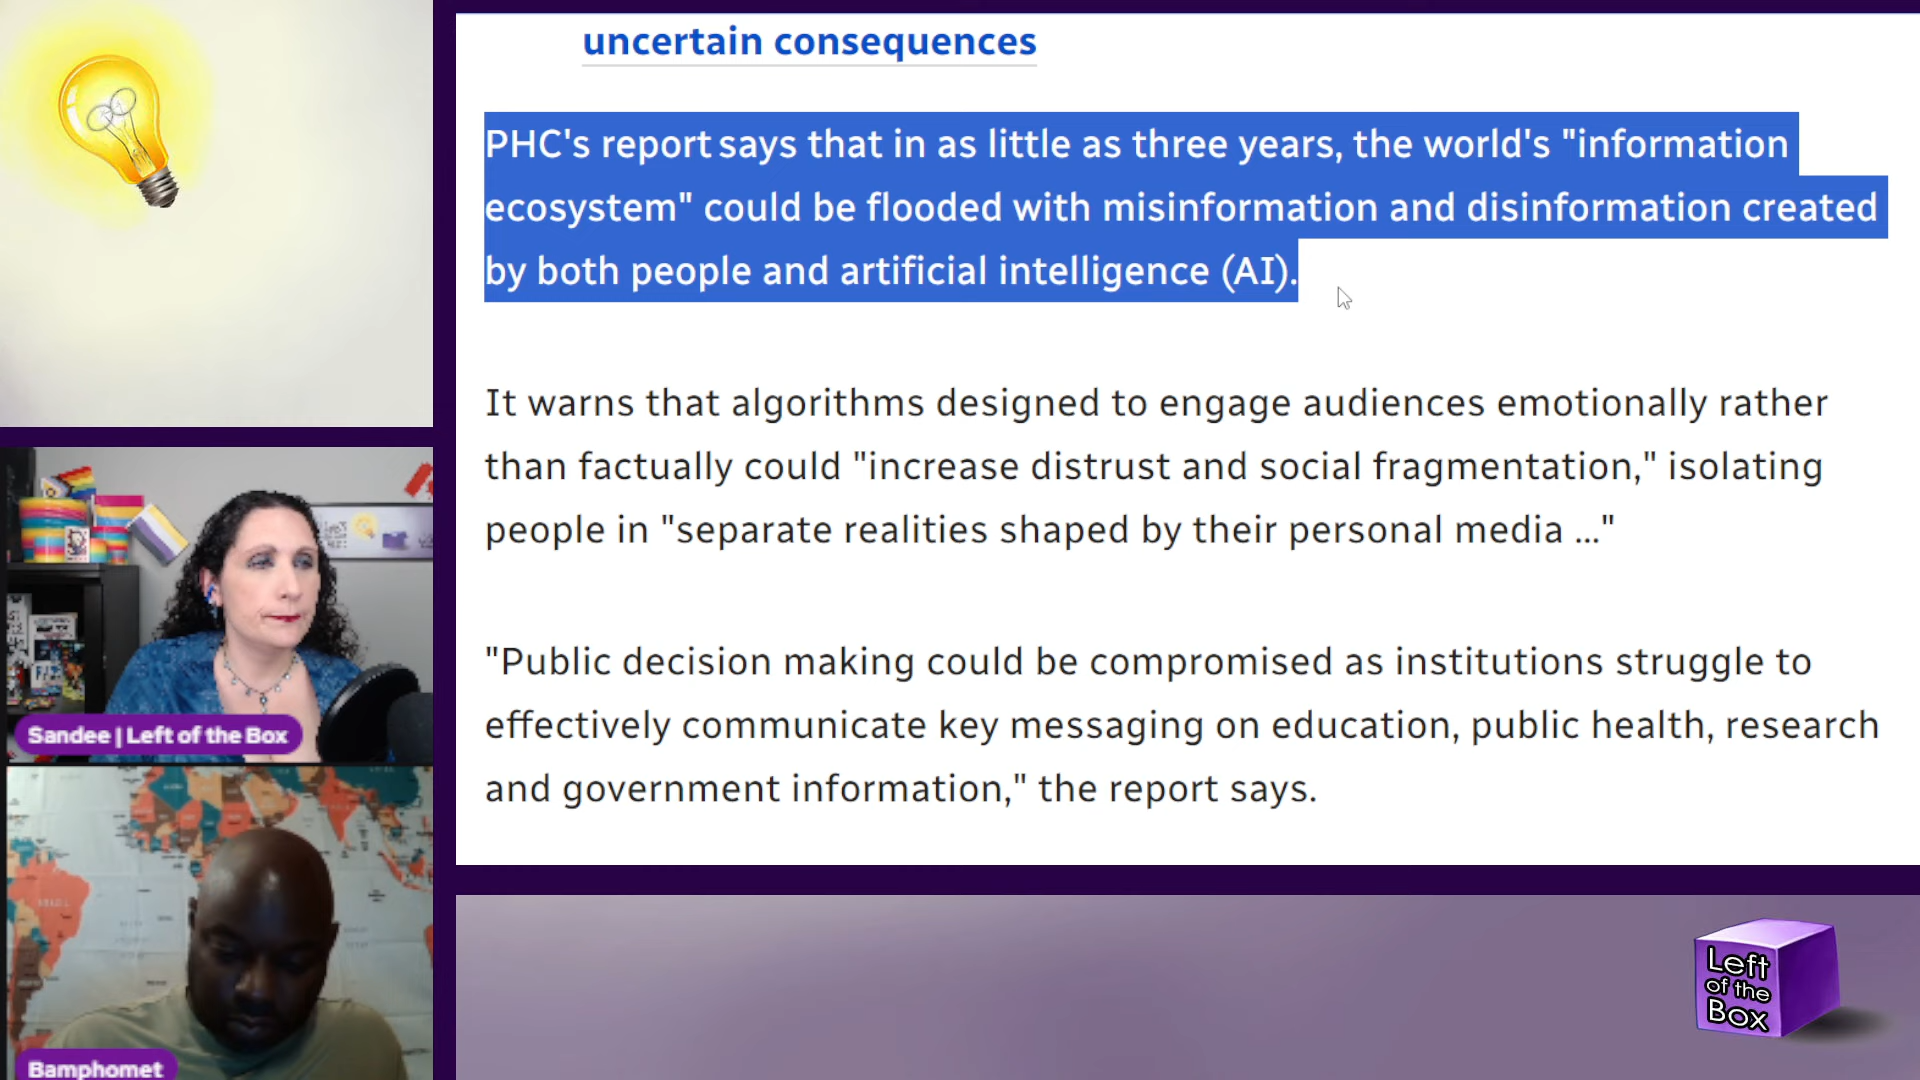 uncertain consequences
PHC's report says that in as little as three years, the world's "information
ecosystem" could be flooded with misinformation and disinformation created
by both people and artificial intelligence (AI).
It warns that algorithms designed to engage audiences emotionally rather
than factually could "increase distrust and social fragmentation," isolating
people in "separate realities shaped by their personal media ..."
"Public decision making could be compromised as institutions struggle to
effectively communicate key messaging on education, public health, research
and government information," the report says.
Sandee | Left of the Box
Bamphomet
Left
of the
Box